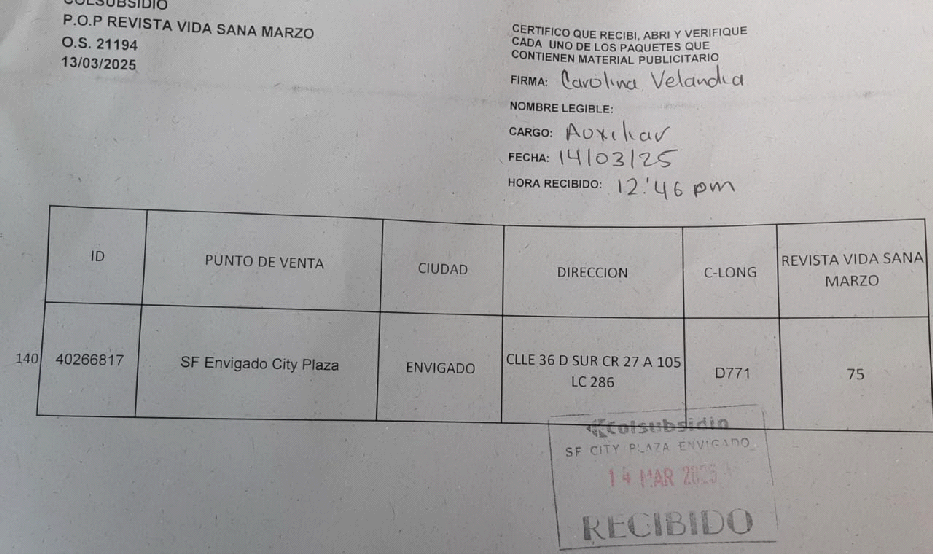 COLSUBSIDIO
P.O.P REVISTA VIDA SANA MARZO
O.S. 21194
13/03/2025
CERTIFICO QUE RECIBI, ABRI Y VERIFIQUE
CADA UNO DE LOS PAQUETES QUE
CONTIENEN MATERIAL PUBLICITARIO
FIRMA: Carolina Velandia
NOMBRE LEGIBLE:
CARGO: Auxiliar
FECHA: 14/03/25
HORA RECIBIDO: 12:46 pm
ID PUNTO DE VENTA CIUDAD DIRECCION C-LONG REVISTA VIDA SANA
MARZO
140 40266817 SF Envigado City Plaza ENVIGADO CLLE 36 D SUR CR 27 A 105
LC 286 D771 75
Colsubsidio
SF CITY PLAZA ENVIGADO
14 MAR 2025
RECIBIDO